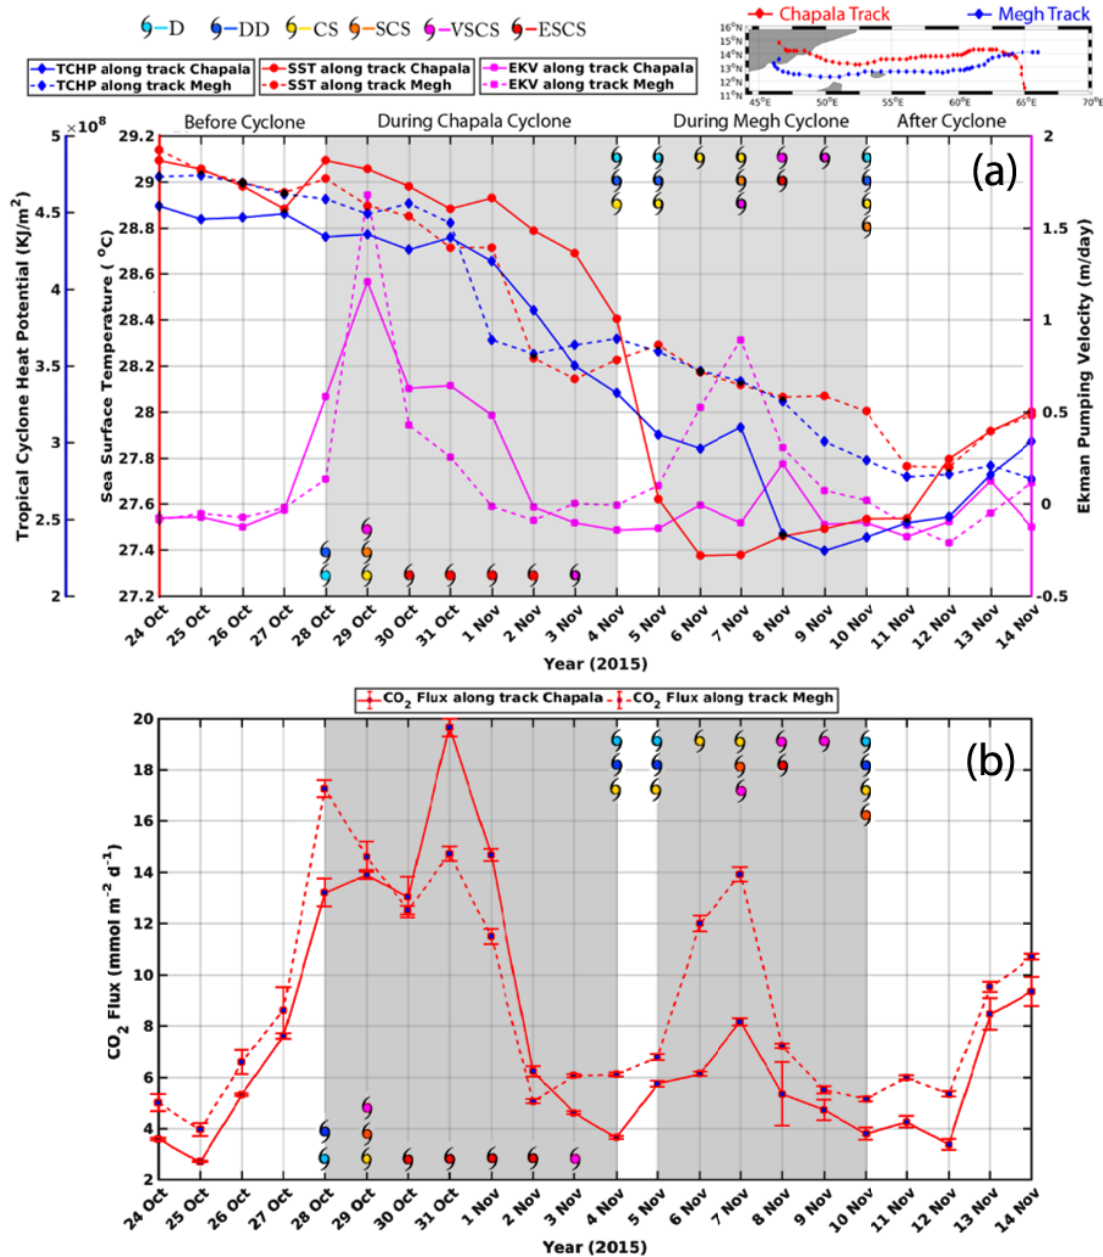 D DD CS SCS VSCS ESCS
Chapala Track Megh Track
TCHP along track Chapala SST along track Chapala EKV along track Chapala
TCHP along track Megh SST along track Megh EKV along track Megh
16°N
15°N
14°N
13°N
12°N
11°N
45°E 50°E 55°E 60°E 65°E 70°E
Before Cyclone During Chapala Cyclone During Megh Cyclone After Cyclone
(a)
×10⁸
5
4.5
4
3.5
3
2.5
2
Tropical Cyclone Heat Potential (KJ/m²)
29.2
29
28.8
28.6
28.4
28.2
28
27.8
27.6
27.4
27.2
Sea Surface Temperature ( °C)
2
1.5
1
0.5
0
-0.5
Ekman Pumping Velocity (m/day)
24 Oct 25 Oct 26 Oct 27 Oct 28 Oct 29 Oct 30 Oct 31 Oct 1 Nov 2 Nov 3 Nov 4 Nov 5 Nov 6 Nov 7 Nov 8 Nov 9 Nov 10 Nov 11 Nov 12 Nov 13 Nov 14 Nov
Year (2015)
CO₂ Flux along track Chapala CO₂ Flux along track Megh
(b)
20
18
16
14
12
10
8
6
4
2
CO₂ Flux (mmol m⁻² d⁻¹)
24 Oct 25 Oct 26 Oct 27 Oct 28 Oct 29 Oct 30 Oct 31 Oct 1 Nov 2 Nov 3 Nov 4 Nov 5 Nov 6 Nov 7 Nov 8 Nov 9 Nov 10 Nov 11 Nov 12 Nov 13 Nov 14 Nov
Year (2015)